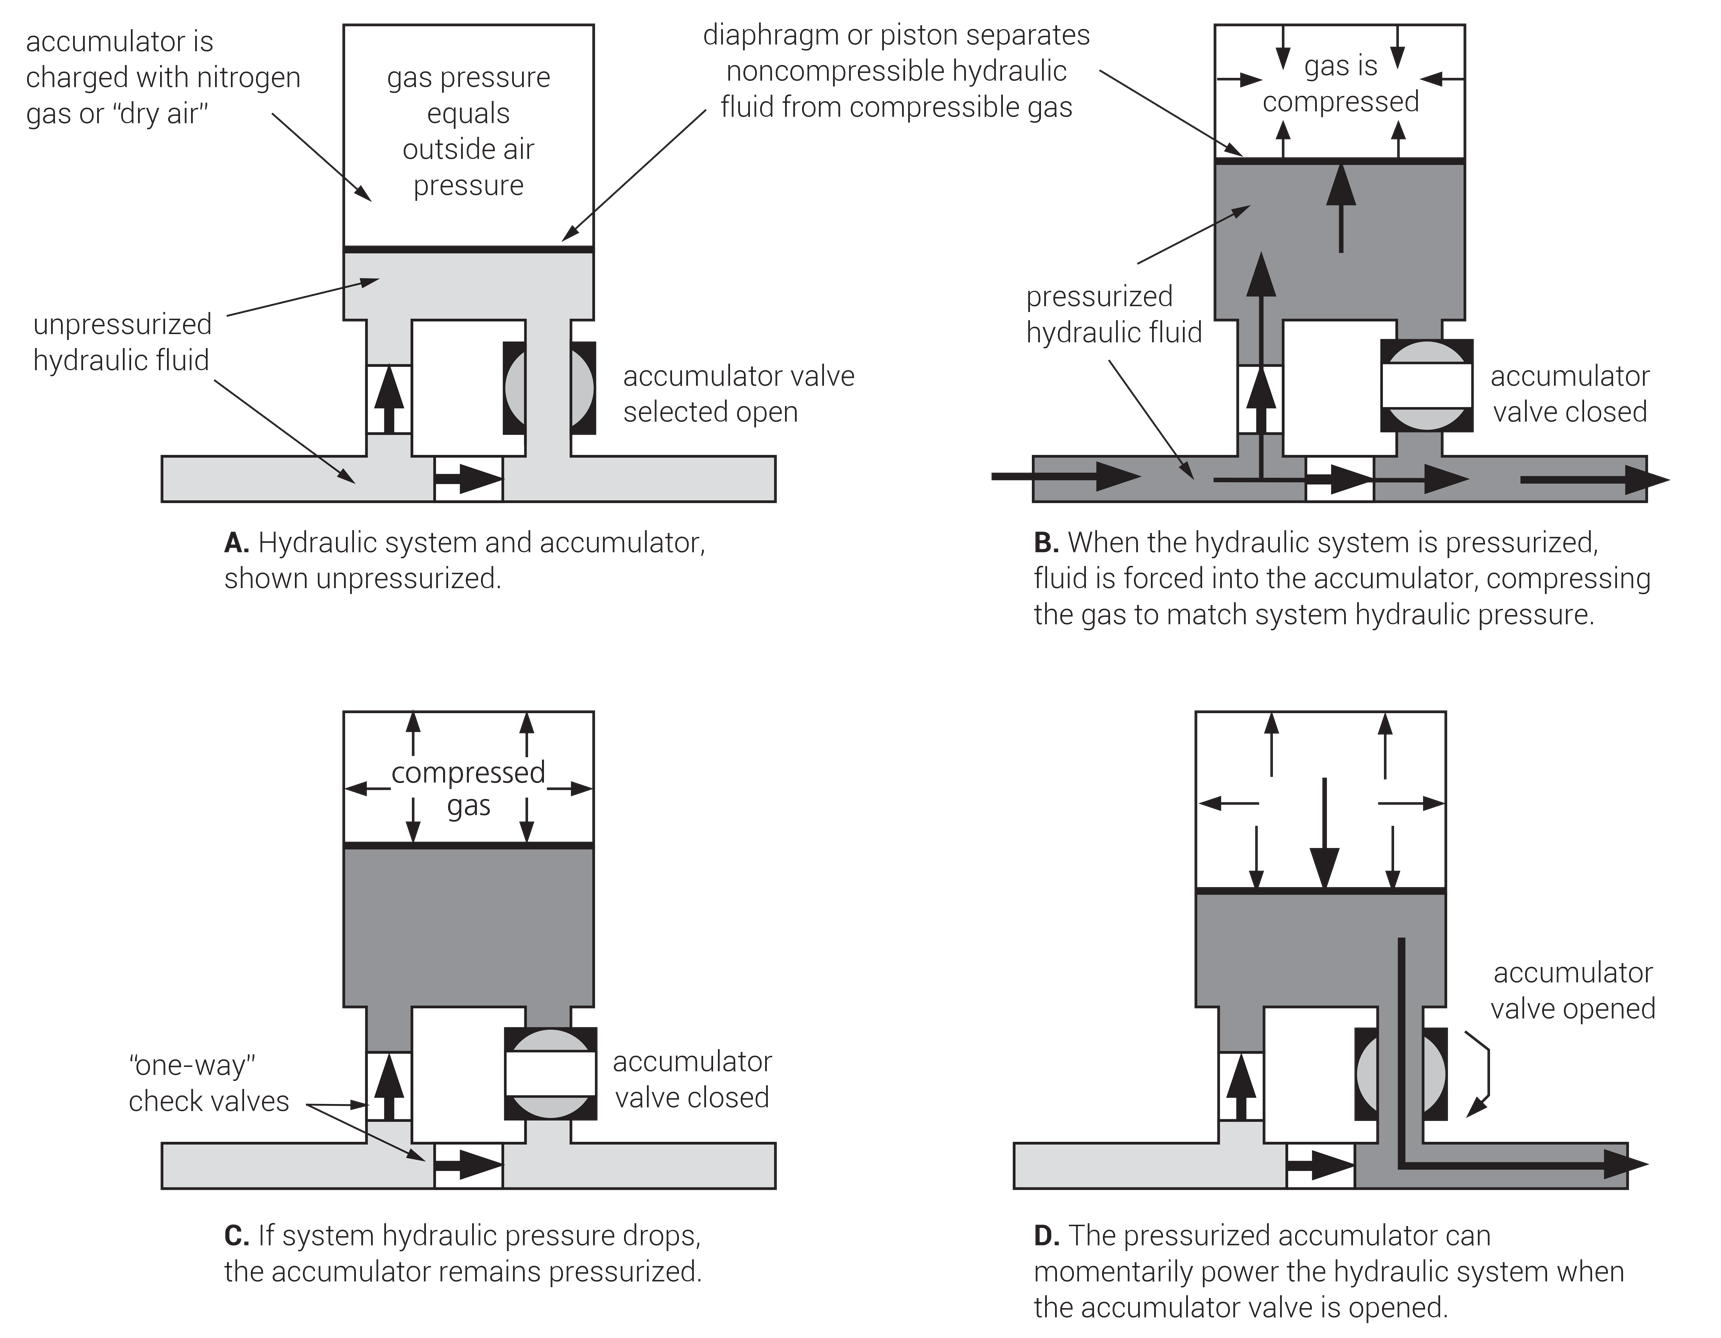 accumulator is
charged with nitrogen
gas or “dry air”
gas pressure
equals
outside air
pressure
diaphragm or piston separates
noncompressible hydraulic
fluid from compressible gas
unpressurized
hydraulic fluid
accumulator valve
selected open
A. Hydraulic system and accumulator,
shown unpressurized.
gas is
compressed
pressurized
hydraulic fluid
accumulator
valve closed
B. When the hydraulic system is pressurized,
fluid is forced into the accumulator, compressing
the gas to match system hydraulic pressure.
compressed
gas
“one-way”
check valves
accumulator
valve closed
C. If system hydraulic pressure drops,
the accumulator remains pressurized.
accumulator
valve opened
D. The pressurized accumulator can
momentarily power the hydraulic system when
the accumulator valve is opened.